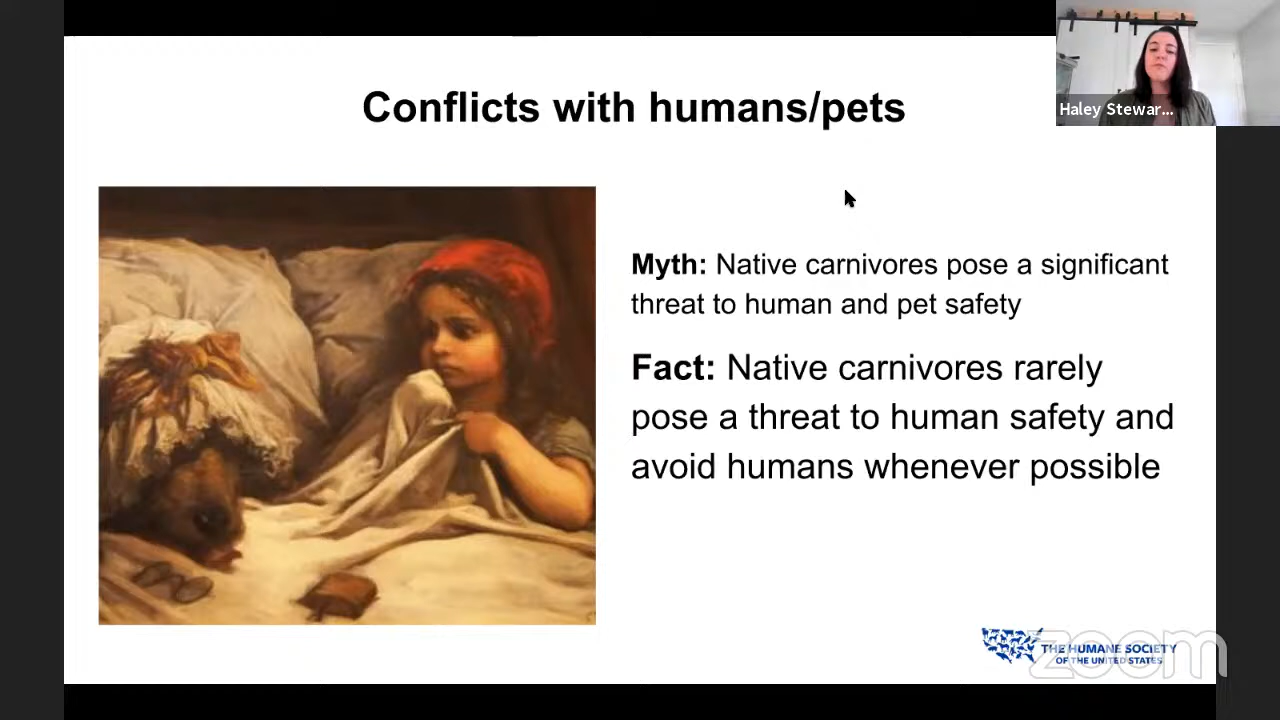 Conflicts with humans/pets
Haley Stewar...
Myth: Native carnivores pose a significant
threat to human and pet safety
Fact: Native carnivores rarely
pose a threat to human safety and
avoid humans whenever possible
THE HUMANE SOCIETY
OF THE UNITED STATES
zoom